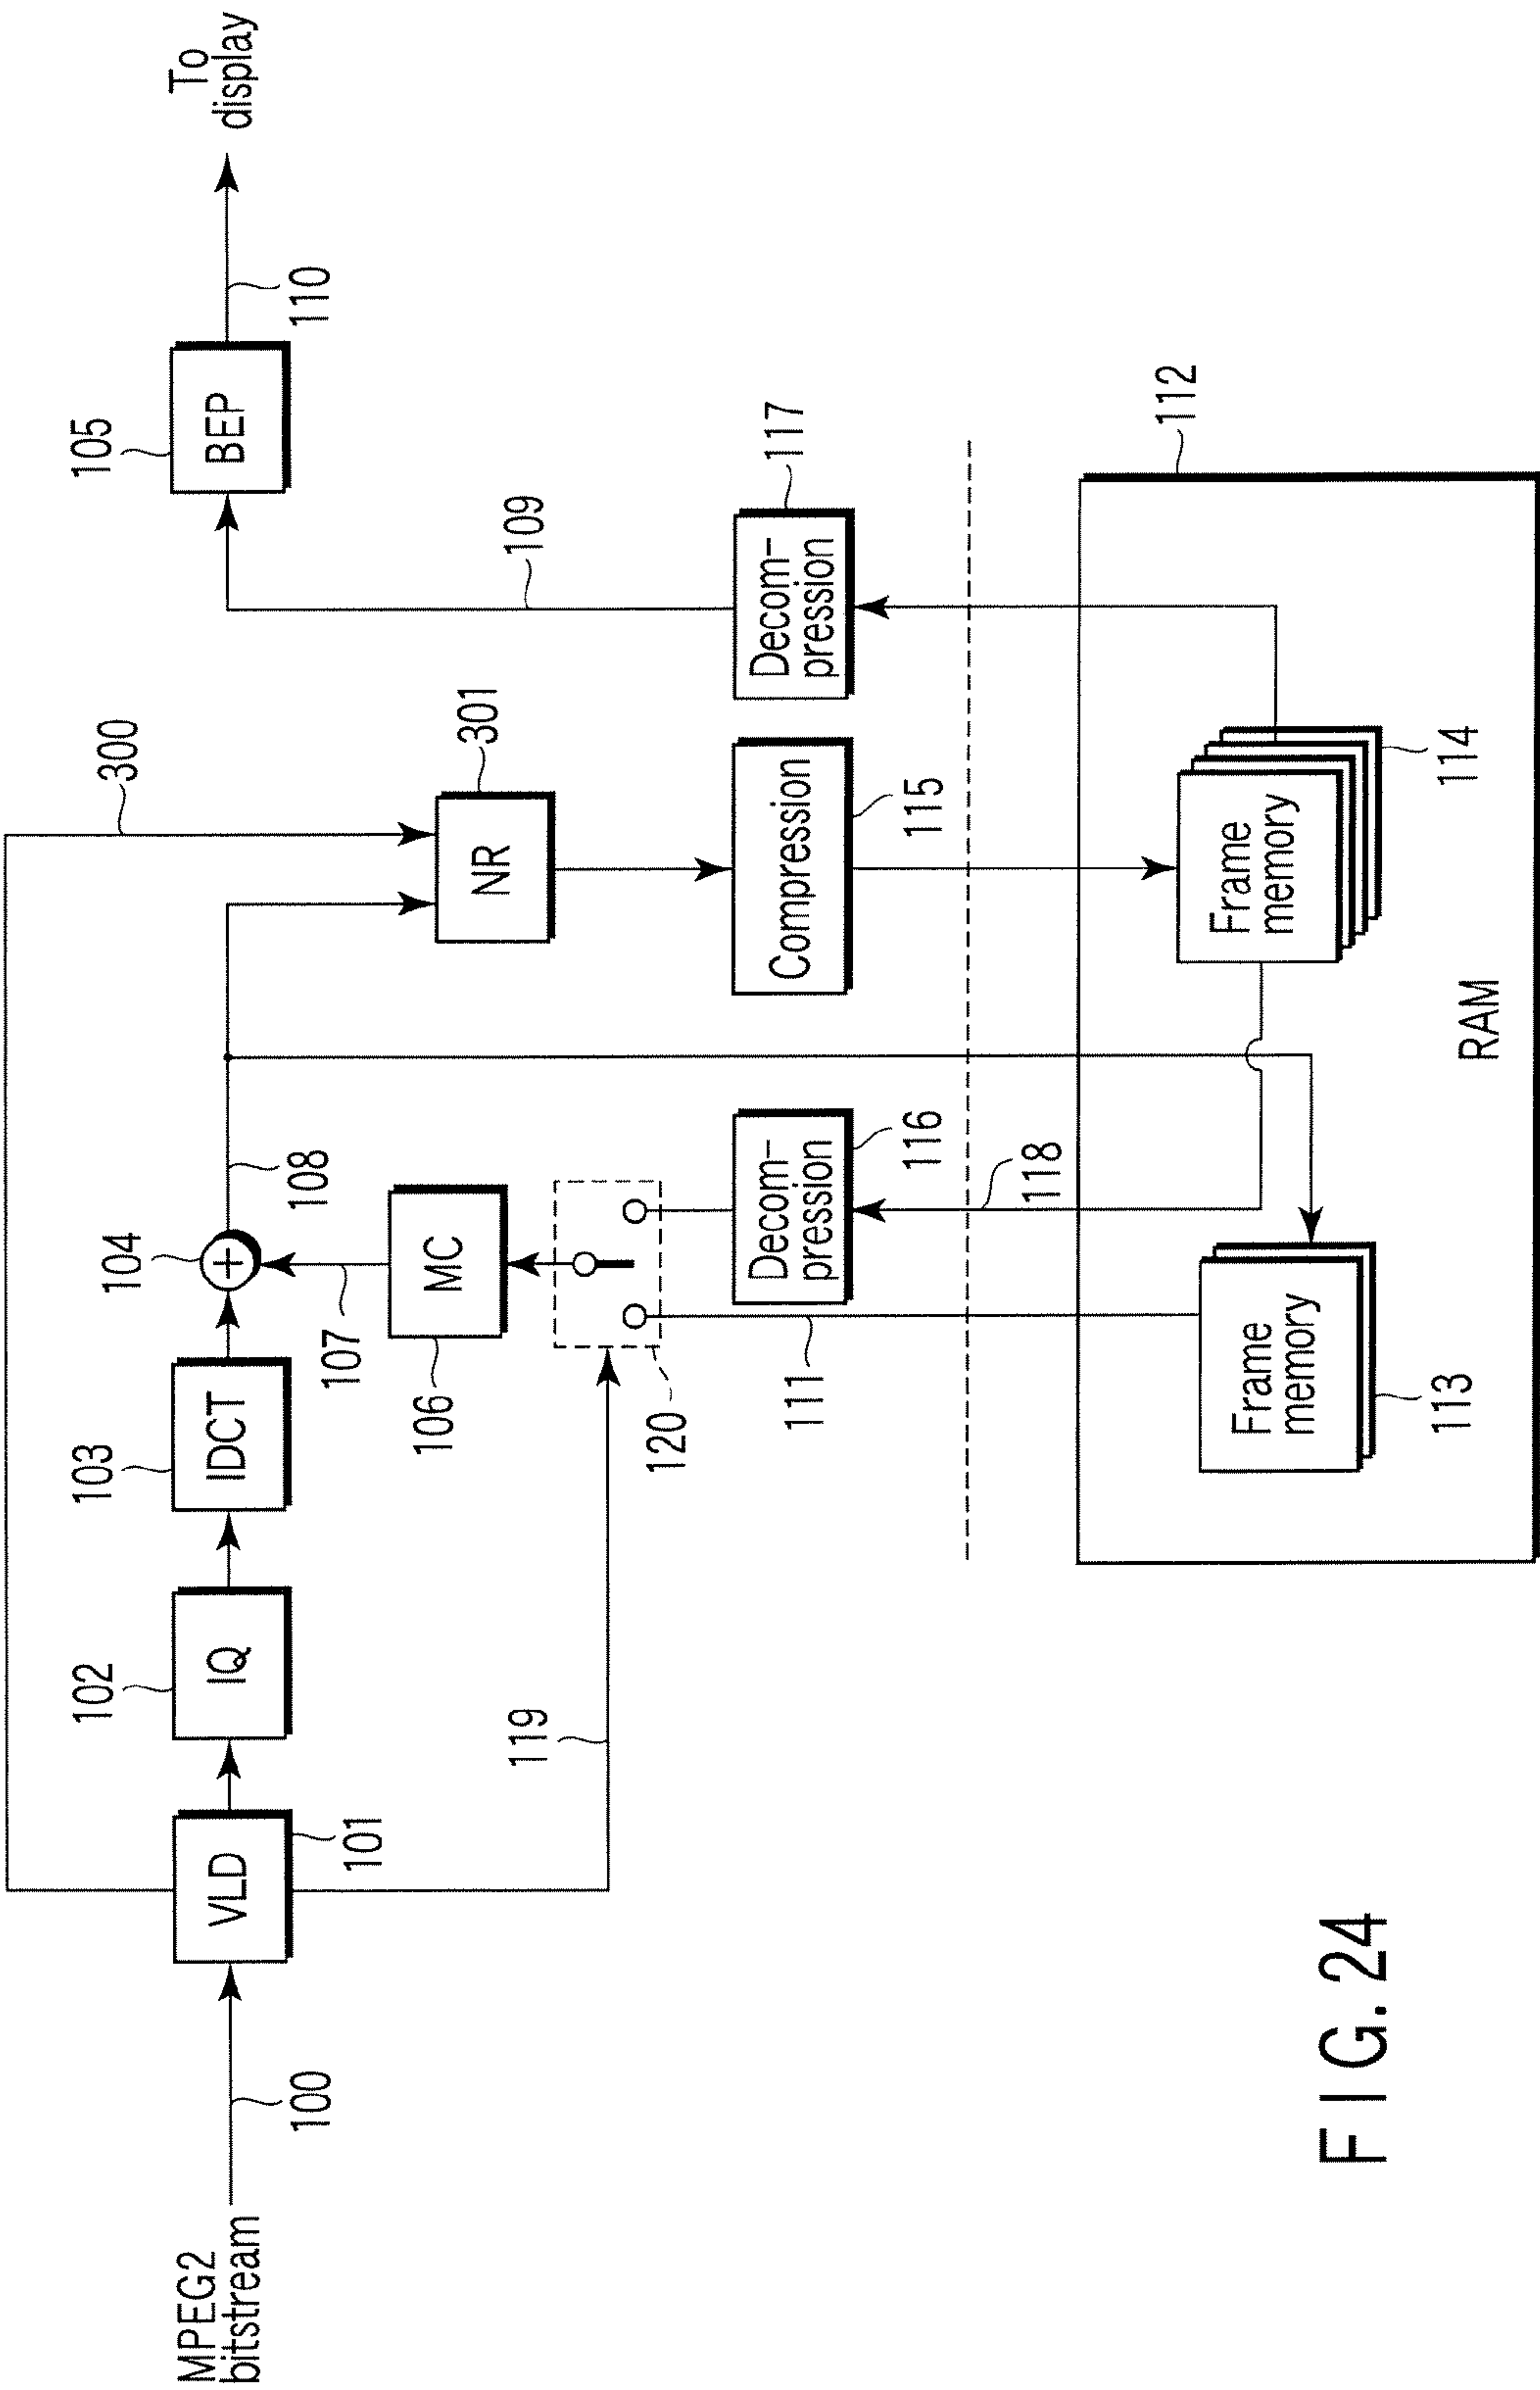 300
MPEG2
bitstream
100
VLD
101
102
IQ
103
IDCT
104
108
105
BEP
110
To
display
107
106
MC
119
120
301
NR
109
111
Decom-
pression
116
118
Compression
115
Decom-
pression
117
112
Frame
memory
113
Frame
memory
114
RAM
FIG. 24